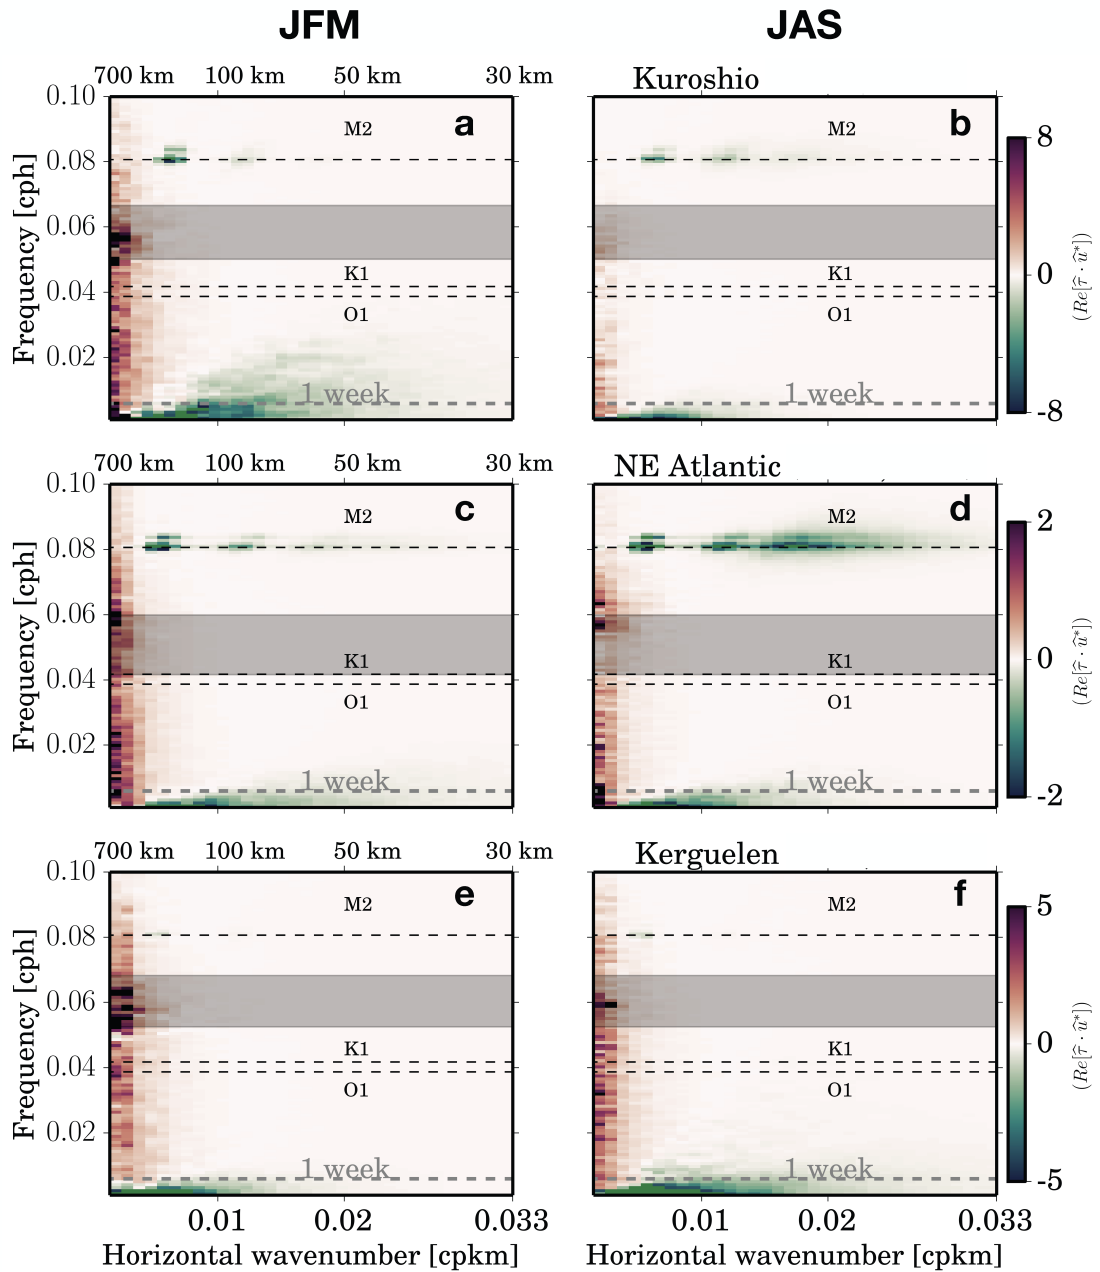 JFM JAS
700 km 100 km 50 km 30 km Kuroshio
0.10 a b
M2 M2
8
0.08
0.06
Frequency [cph]
K1 K1
0
0.04
O1 O1
0.02
1 week 1 week
-8
(Re[τ̂ · û*])
700 km 100 km 50 km 30 km NE Atlantic
0.10 c d
M2 M2
2
0.08
0.06
Frequency [cph]
K1 K1
0
0.04
O1 O1
0.02
1 week 1 week
-2
(Re[τ̂ · û*])
700 km 100 km 50 km 30 km Kerguelen
0.10 e f
M2 M2
5
0.08
0.06
Frequency [cph]
K1 K1
0
0.04
O1 O1
0.02
1 week 1 week
-5
(Re[τ̂ · û*])
0.01 0.02 0.033 0.01 0.02 0.033
Horizontal wavenumber [cpkm] Horizontal wavenumber [cpkm]